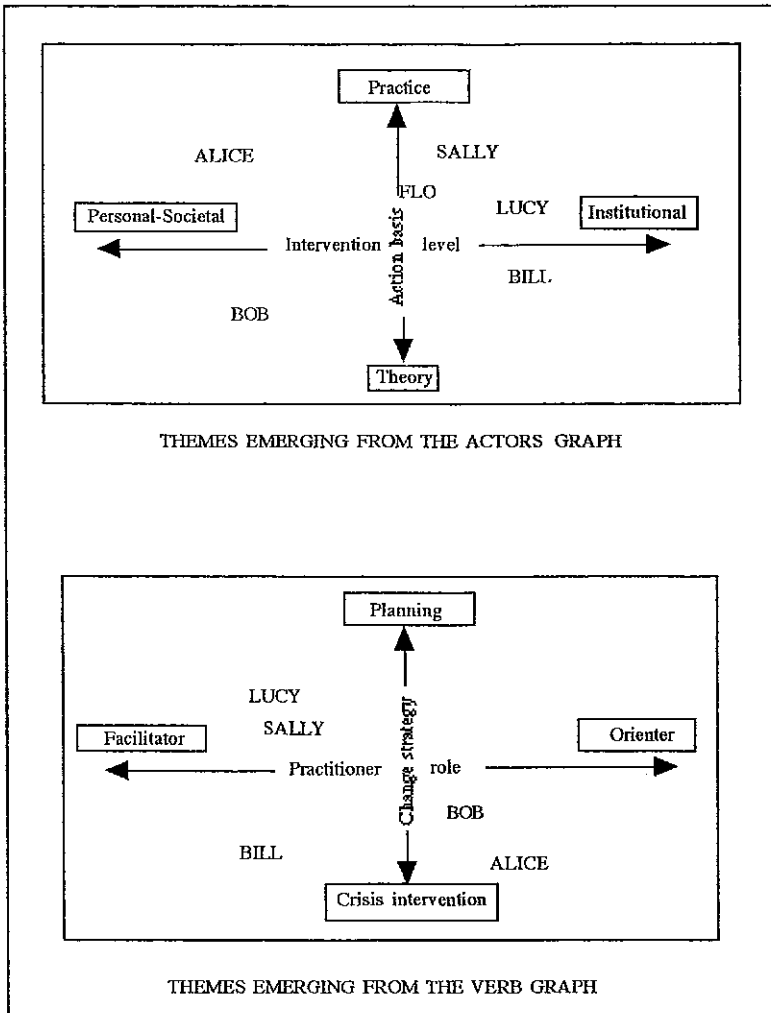 Practice
ALICE
SALLY
FLO
Personal-Societal
LUCY
Institutional
Intervention level
Action basis
BILL
BOB
Theory
THEMES EMERGING FROM THE ACTORS GRAPH
Planning
LUCY
SALLY
Facilitator
Orienter
Practitioner role
Change strategy
BOB
BILL
ALICE
Crisis intervention
THEMES EMERGING FROM THE VERB GRAPH